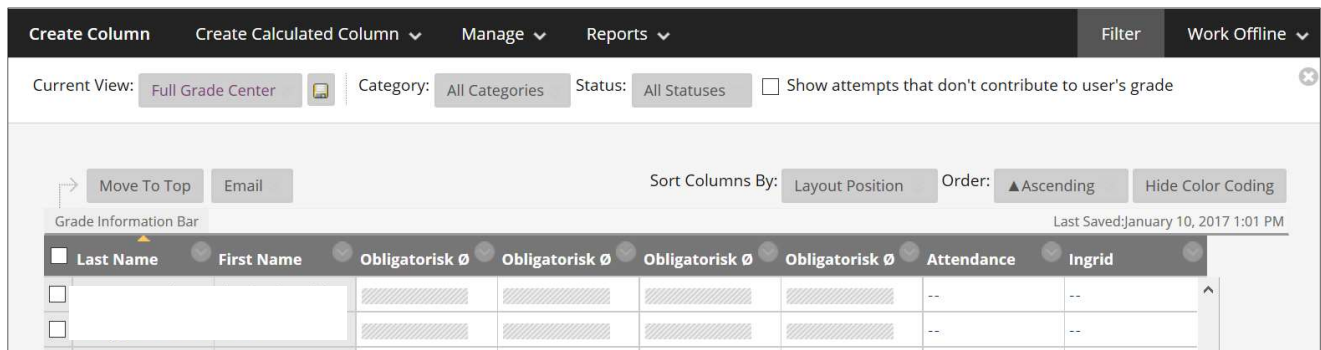 Create Column Create Calculated Column Manage Reports Filter Work Offline
Current View: Full Grade Center Category: All Categories Status: All Statuses Show attempts that don't contribute to user's grade
Move To Top Email Sort Columns By: Layout Position Order: ▲Ascending Hide Color Coding
Grade Information Bar Last Saved:January 10, 2017 1:01 PM
Last Name First Name Obligatorisk Ø Obligatorisk Ø Obligatorisk Ø Obligatorisk Ø Attendance Ingrid
-- --
-- --